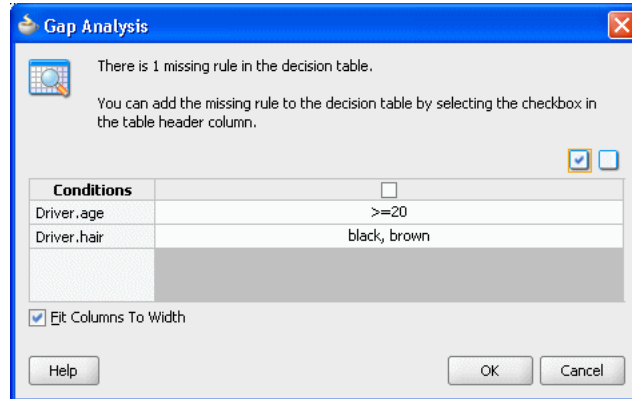 Gap Analysis
There is 1 missing rule in the decision table.
You can add the missing rule to the decision table by selecting the checkbox in
the table header column.
Conditions
Driver.age >=20
Driver.hair black, brown
Fit Columns To Width
Help OK Cancel